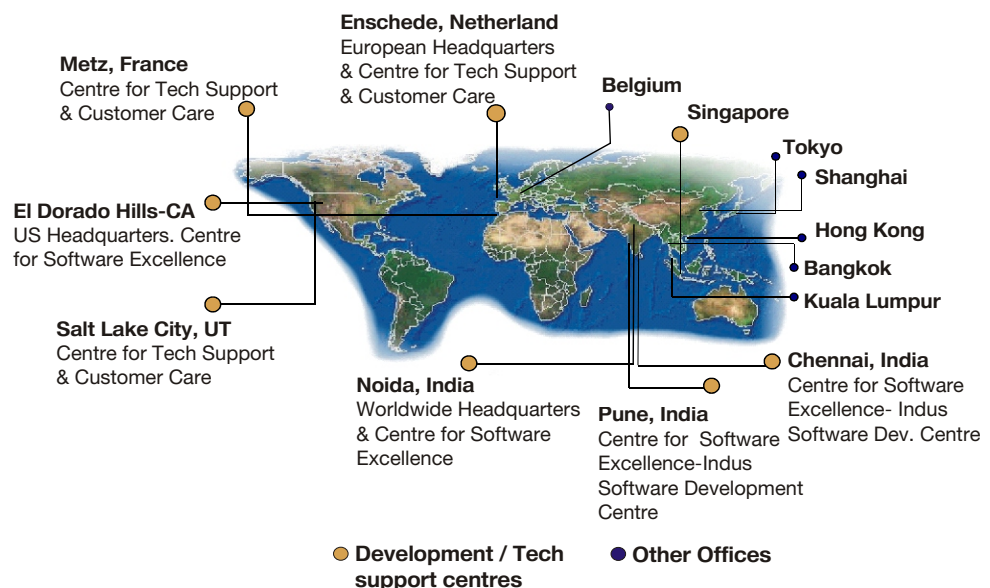 Enschede, Netherland
European Headquarters
& Centre for Tech Support
& Customer Care
Metz, France
Centre for Tech Support
& Customer Care
Belgium
Singapore
Tokyo
Shanghai
El Dorado Hills-CA
US Headquarters. Centre
for Software Excellence
Hong Kong
Bangkok
Kuala Lumpur
Salt Lake City, UT
Centre for Tech Support
& Customer Care
Noida, India
Worldwide Headquarters
& Centre for Software
Excellence
Pune, India
Centre for Software
Excellence-Indus
Software Development
Centre
Chennai, India
Centre for Software
Excellence- Indus
Software Dev. Centre
Development / Tech
support centres
Other Offices